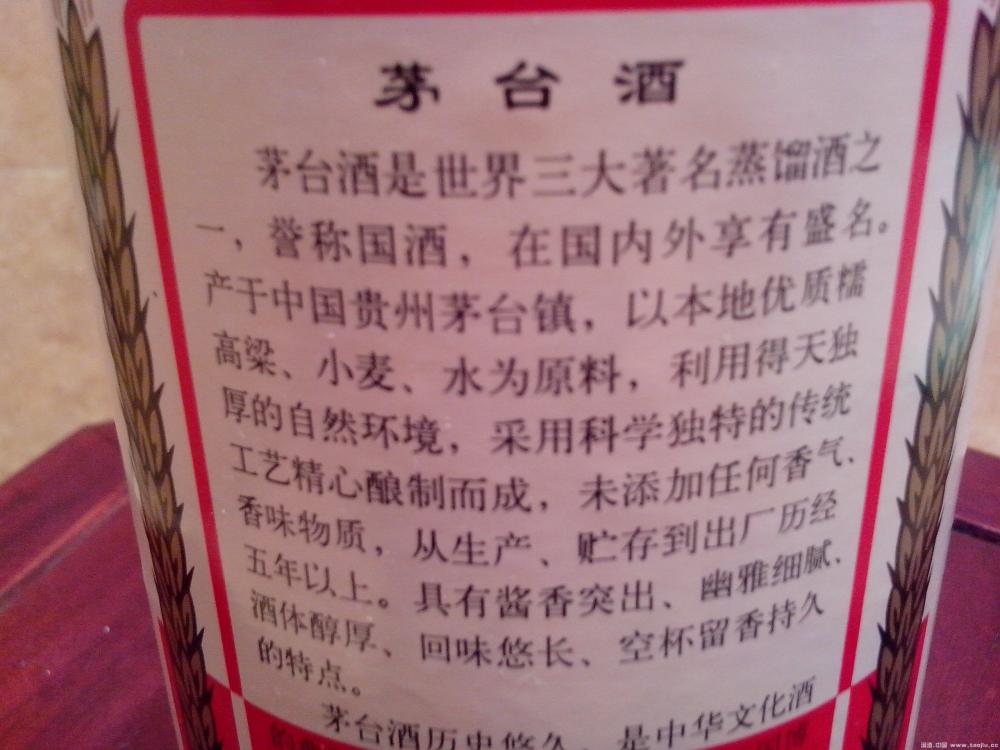 茅台酒
茅台酒是世界三大著名蒸馏酒之
一，誉称国酒，在国内外享有盛名。
产于中国贵州茅台镇，以本地优质糯
高梁、小麦、水为原料，利用得天独
厚的自然环境，采用科学独特的传统
工艺精心酿制而成，未添加任何香气、
香味物质，从生产、贮存到出厂历经
五年以上。具有酱香突出、幽雅细腻、
酒体醇厚、回味悠长、空杯留香持久
的特点。
茅台酒历史悠久，是中华文化酒
www.taojiu.cc